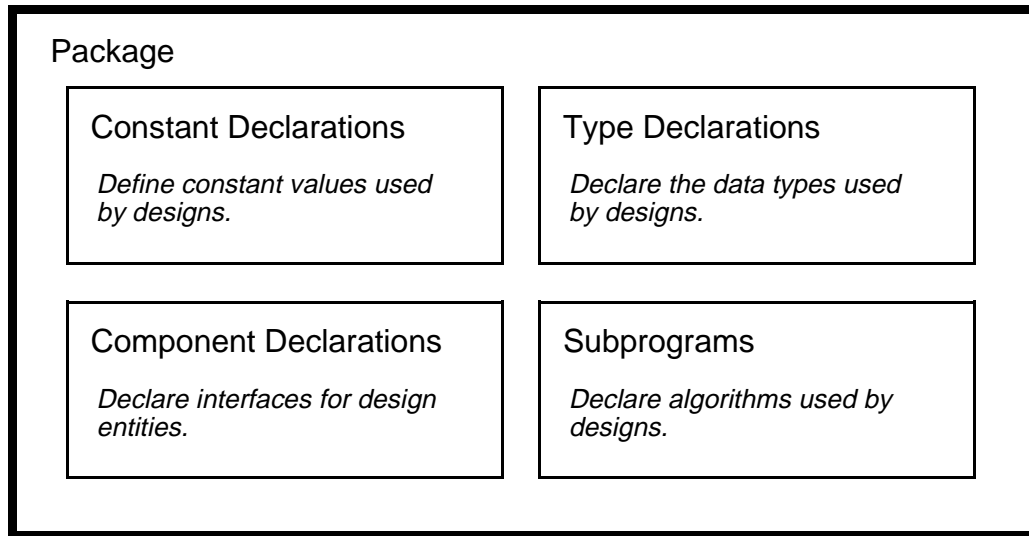 Package
Constant Declarations
Define constant values used
by designs.
Type Declarations
Declare the data types used
by designs.
Component Declarations
Declare interfaces for design
entities.
Subprograms
Declare algorithms used by
designs.